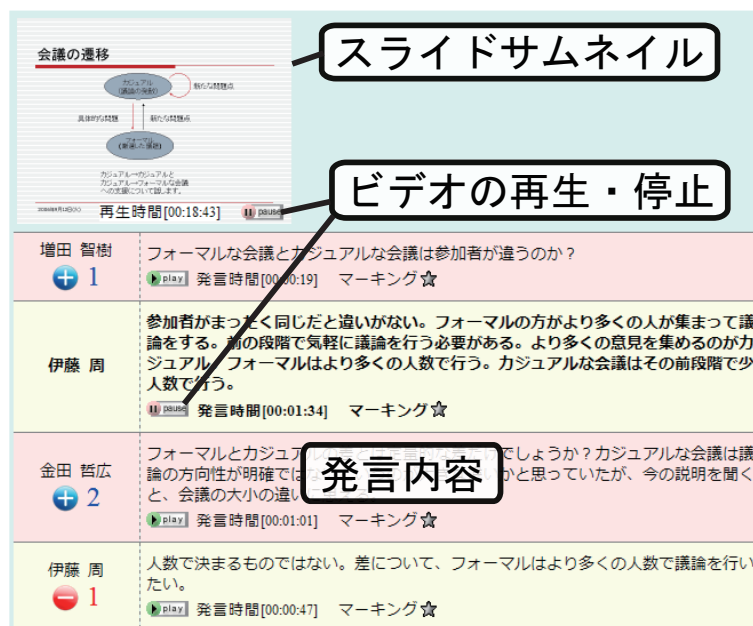 会議の遷移
スライドサムネイル
カジュアル
(議論の発散)
新たな問題点
具体的な問題
新たな問題点
フォーマル
(厳選した議題)
カジュアル→カジュアルと
カジュアル→フォーマルな会議
への支援について話します。
ビデオの再生・停止
再生時間[00:18:43]
pause
増田 智樹
1
フォーマルな会議とカジュアルな会議は参加者が違うのか?
play 発言時間[00:00:19] マーキング☆
伊藤 周
参加者がまったく同じだと違いがない。フォーマルの方がより多くの人が集まって議
論をする。前の段階で気軽に議論を行う必要がある。より多くの意見を集めるのがカ
ジュアル。フォーマルはより多くの人数で行う。カジュアルな会議はその前段階で少
人数で行う。
pause 発言時間[00:01:34] マーキング☆
金田 哲広
2
フォーマルとカジュアルの でしょうか?カジュアルな会議は議
論の方向性が明確では かと思っていたが、今の説明を聞く
と、会議の大小の違い
発言内容
play 発言時間[00:01:01] マーキング☆
伊藤 周
1
人数で決まるものではない。差について、フォーマルはより多くの人数で議論を行い
たい。
play 発言時間[00:00:47] マーキング☆